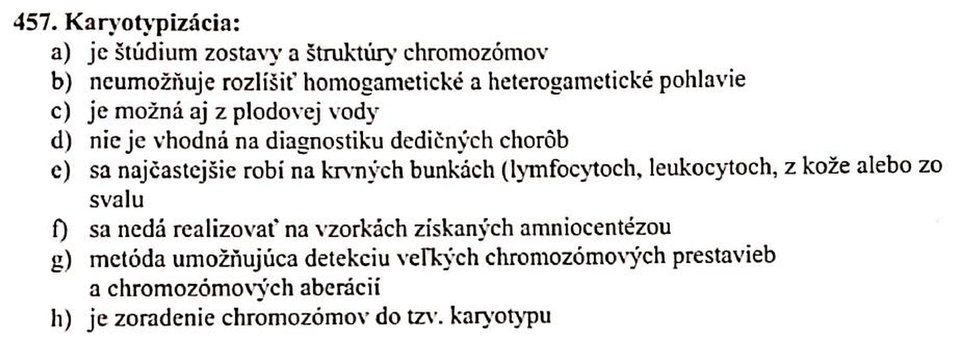 457. Karyotypizácia:
a) je štúdium zostavy a štruktúry chromozómov
b) neumožňuje rozlíšiť homogametické a heterogametické pohlavie
c) je možná aj z plodovej vody
d) nie je vhodná na diagnostiku dedičných chorôb
e) sa najčastejšie robí na krvných bunkách (lymfocytoch, leukocytoch, z kože alebo zo
svalu
f) sa nedá realizovať na vzorkách získaných amniocentézou
g) metóda umožňujúca detekciu veľkých chromozómových prestavieb
a chromozómových aberácií
h) je zoradenie chromozómov do tzv. karyotypu